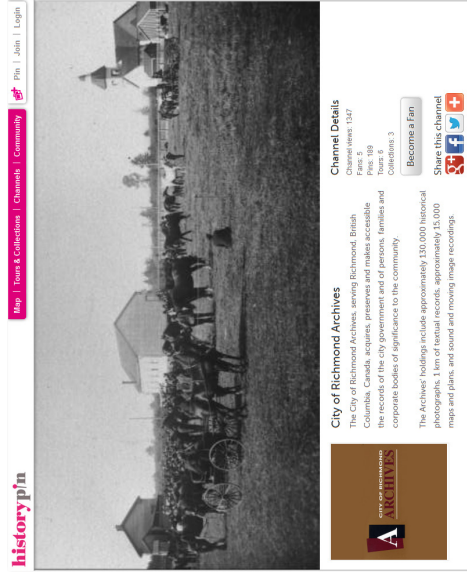 historypin
Map | Tours & Collections | Channels | Community
Pin | Join | Login
A
CITY OF RICHMOND
ARCHIVES
City of Richmond Archives
The City of Richmond Archives, serving Richmond, British
Columbia, Canada, acquires, preserves and makes accessible
the records of the city government and of persons, families and
corporate bodies of significance to the community.
The Archives' holdings include approximately 130,000 historical
photographs, 1 km of textual records, approximately 15,000
maps and plans, and sound and moving image recordings.
Channel Details
Channel views: 1347
Fans: 5
Pins: 189
Tours: 6
Collections: 3
Become a Fan
Share this channel